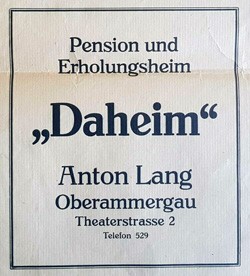 Pension und
Erholungsheim
„Daheim“
Anton Lang
Oberammergau
Theaterstrasse 2
Telefon 529